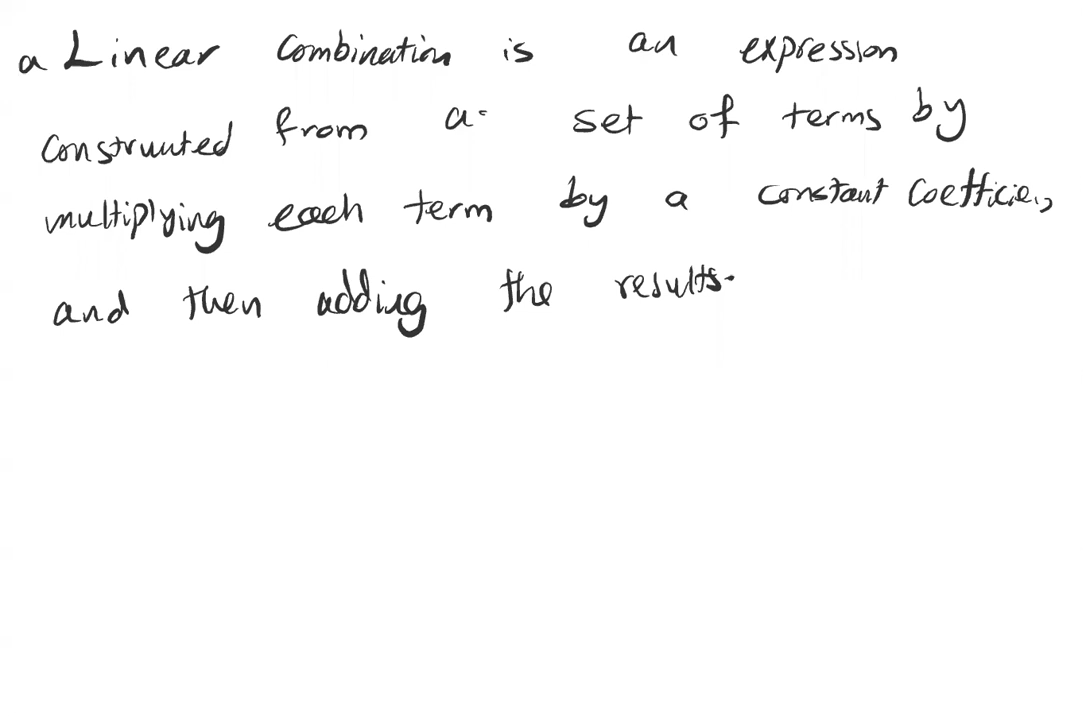 a Linear Combination is an expression
Constructed from a set of terms by
multiplying each term by a constant
and then adding the results.